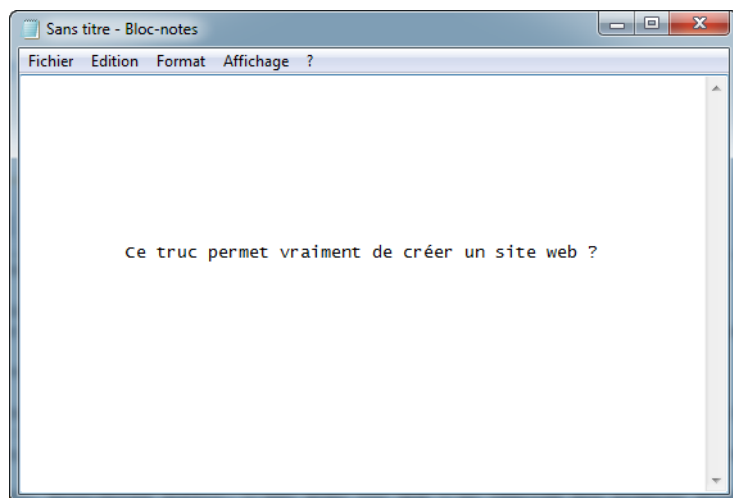 Sans titre - Bloc-notes
Fichier Edition Format Affichage ?
Ce truc permet vraiment de créer un site web ?